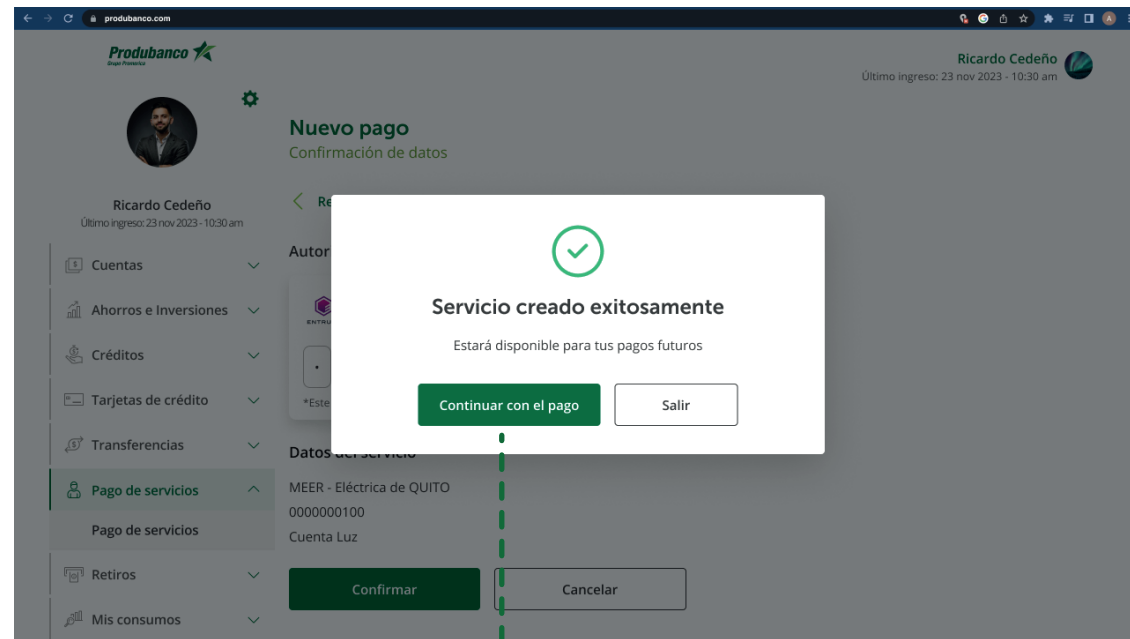 produbanco.com
Produbanco
Grupo Promerica
Ricardo Cedeño
Último ingreso: 23 nov 2023 - 10:30 am
Nuevo pago
Confirmación de datos
Ricardo Cedeño
Último ingreso: 23 nov 2023 - 10:30 am
Cuentas
Ahorros e Inversiones
Créditos
Tarjetas de crédito
Transferencias
Pago de servicios
Pago de servicios
Retiros
Mis consumos
Re
Autor
ENTRU
*Este
Servicio creado exitosamente
Estará disponible para tus pagos futuros
Continuar con el pago
Salir
Datos del servicio
MEER - Eléctrica de QUITO
0000000100
Cuenta Luz
Confirmar
Cancelar